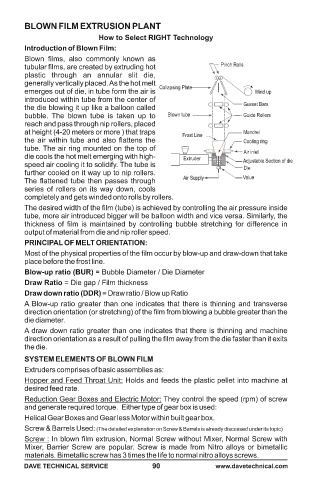 BLOWN FILM EXTRUSION PLANT
How to Select RIGHT Technology
Introduction of Blown Film:
Blown films, also commonly known as
tubular films, are created by extruding hot
plastic through an annular slit die,
generally vertically placed. As the hot melt
emerges out of die, in tube form the air is
introduced within tube from the center of
the die blowing it up like a balloon called
bubble. The blown tube is taken up to
reach and pass through nip rollers, placed
at height (4-20 meters or more ) that traps
the air within tube and also flattens the
tube. The air ring mounted on the top of
die cools the hot melt emerging with high-
speed air cooling it to solidify. The tube is
further cooled on it way up to nip rollers.
The flattened tube then passes through
series of rollers on its way down, cools
completely and gets winded onto rolls by rollers.
Pinch Rolls
Collapsing Plate
Wind up
Gusset Bars
Blown tube
Guide Rollers
Frost Line
Mandrel
Cooling ring
Air inlet
Extruder
Adjustable Section of die
Die
Air Supply
Valve
The desired width of the film (tube) is achieved by controlling the air pressure inside
tube, more air introduced bigger will be balloon width and vice versa. Similarly, the
thickness of film is maintained by controlling bubble stretching for difference in
output of material from die and nip roller speed.
PRINCIPAL OF MELT ORIENTATION:
Most of the physical properties of the film occur by blow-up and draw-down that take
place before the frost line.
Blow-up ratio (BUR) = Bubble Diameter / Die Diameter
Draw Ratio = Die gap / Film thickness
Draw down ratio (DDR) = Draw ratio / Blow up Ratio
A Blow-up ratio greater than one indicates that there is thinning and transverse
direction orientation (or stretching) of the film from blowing a bubble greater than the
die diameter.
A draw down ratio greater than one indicates that there is thinning and machine
direction orientation as a result of pulling the film away from the die faster than it exits
the die.
SYSTEM ELEMENTS OF BLOWN FILM
Extruders comprises of basic assemblies as:
Hopper and Feed Throat Unit: Holds and feeds the plastic pellet into machine at
desired feed rate.
Reduction Gear Boxes and Electric Motor: They control the speed (rpm) of screw
and generate required torque. Either type of gear box is used:
Helical Gear Boxes and Gear less Motor within built gear box.
Screw & Barrels Used: (The detailed explanation on Screw & Barrels is already discussed under its topic)
Screw : In blown film extrusion, Normal Screw without Mixer, Normal Screw with
Mixer, Barrier Screw are popular. Screw is made from Nitro alloys or bimetallic
materials. Bimetallic screw has 3 times the life to normal nitro alloys screws.
DAVE TECHNICAL SERVICE 90 www.davetechnical.com